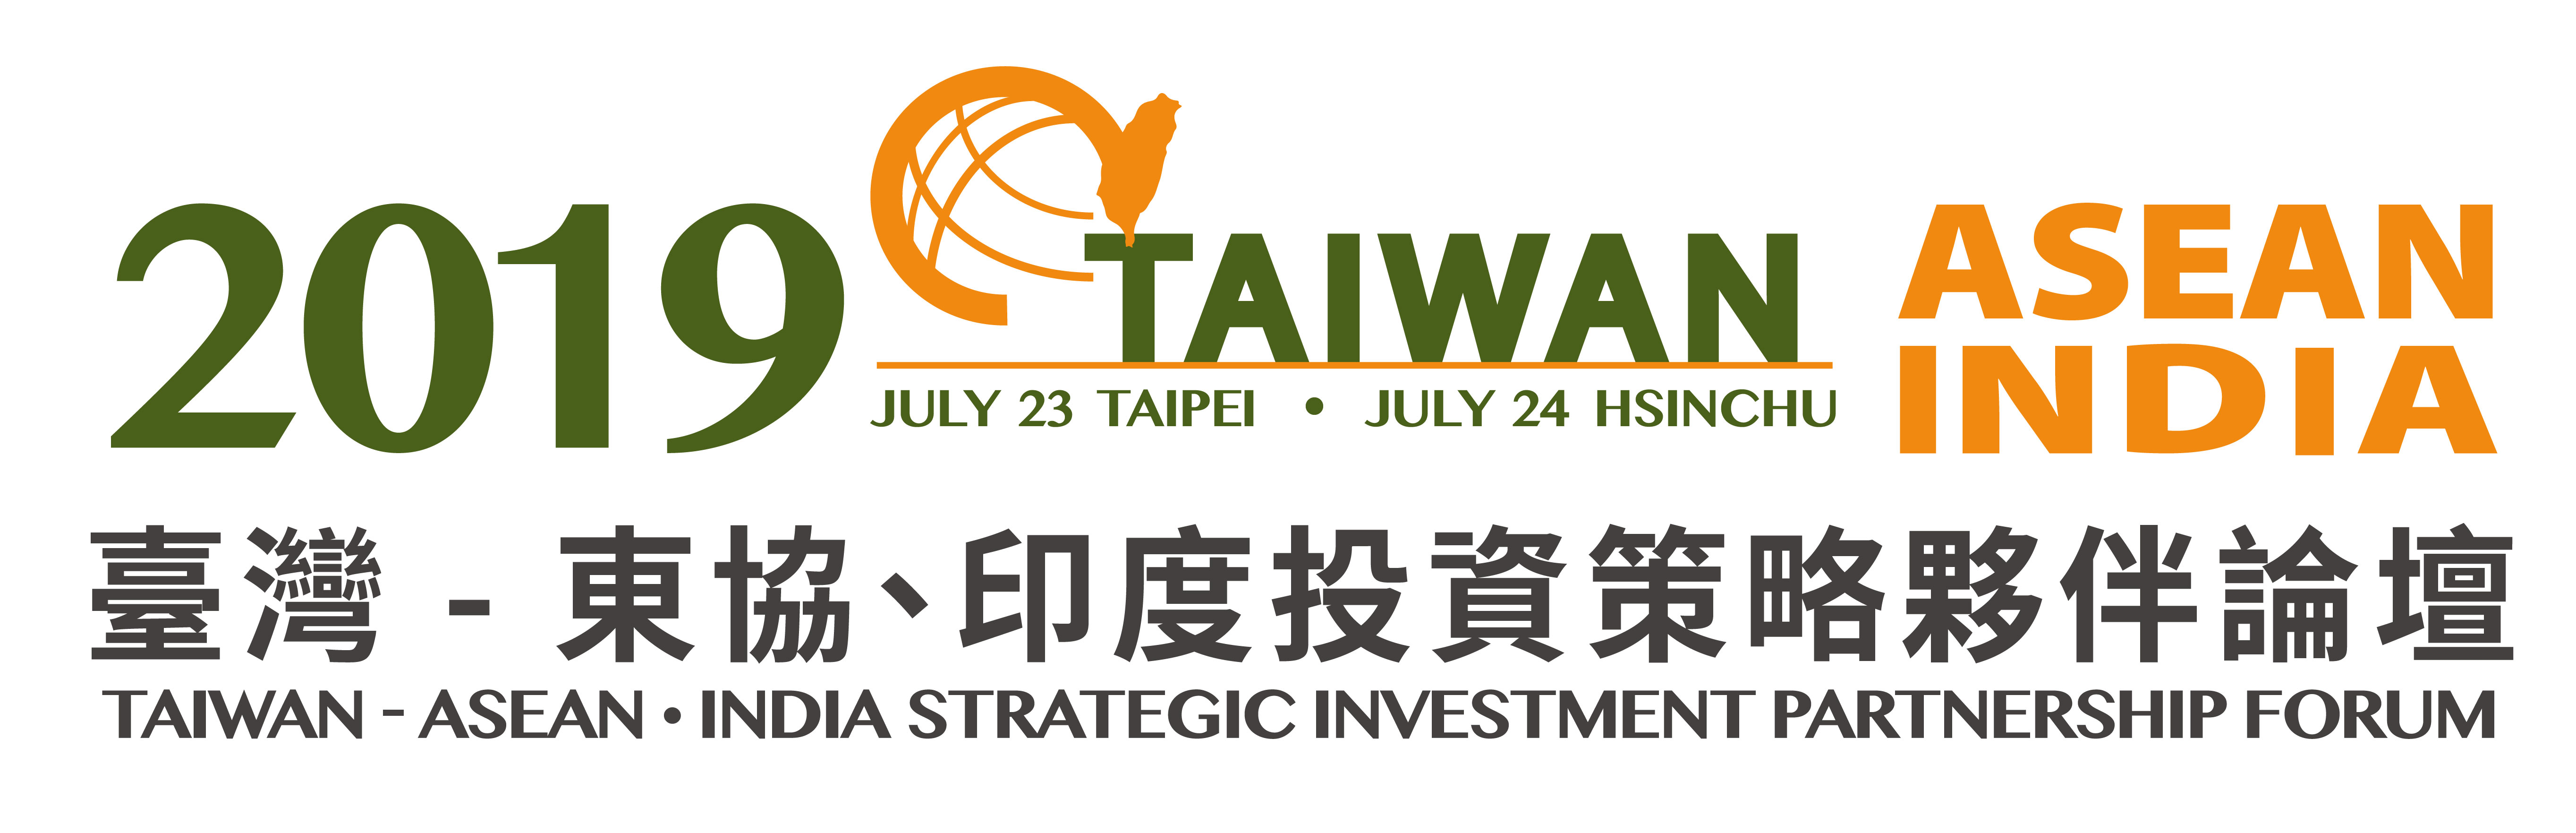 2019 TAIWAN ASEAN
INDIA
JULY 23 TAIPEI • JULY 24 HSINCHU
臺灣 - 東協、印度投資策略夥伴論壇
TAIWAN - ASEAN • INDIA STRATEGIC INVESTMENT PARTNERSHIP FORUM